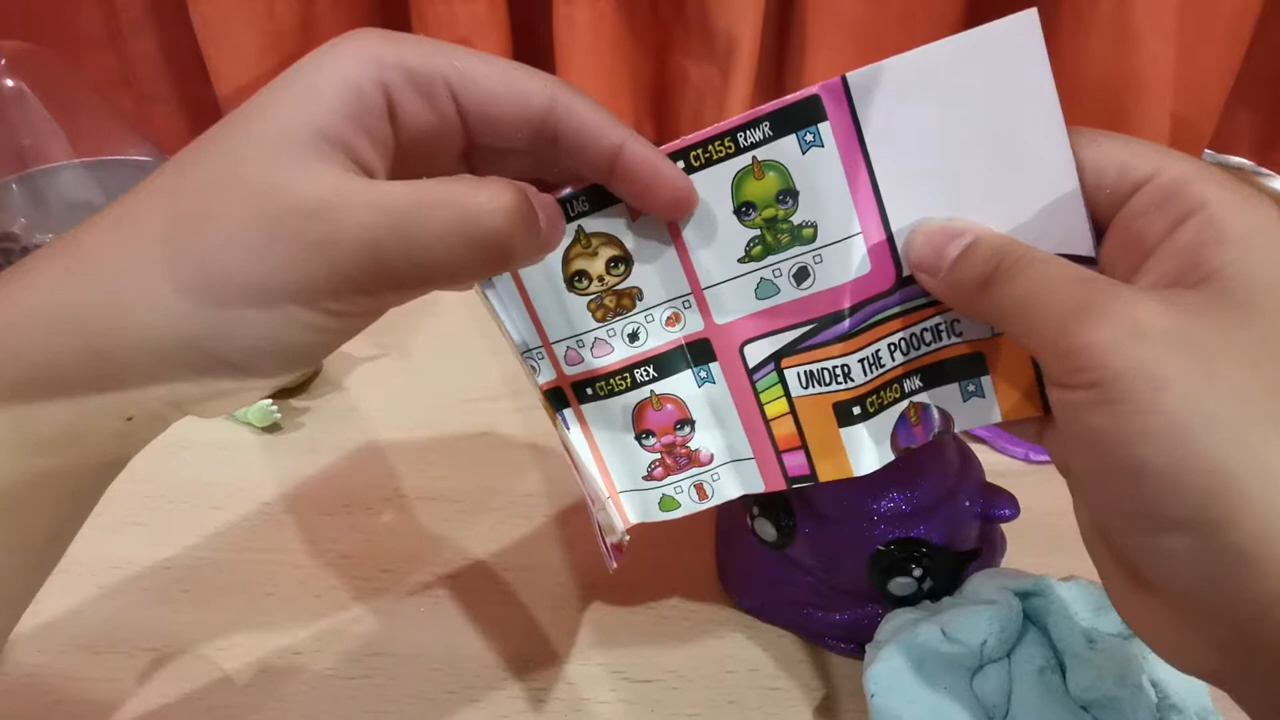 LAG
CT-155 RAWR
CT-157 REX
UNDER THE POOCIFIC
CT-160 INK